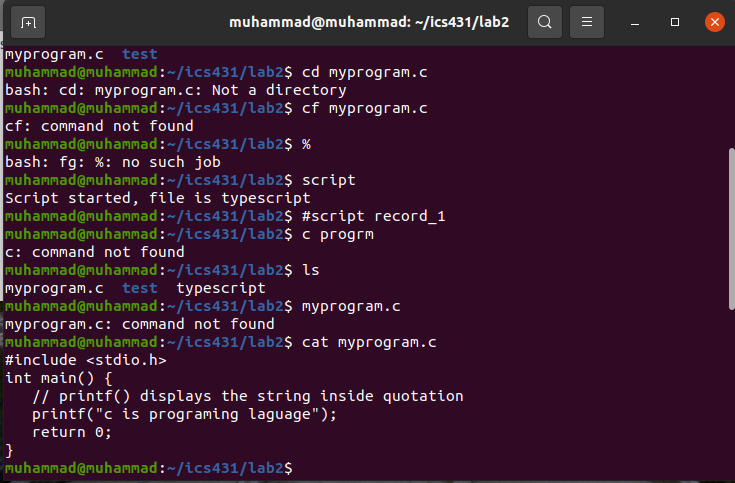 muhammad@muhammad: ~/ics431/lab2
myprogram.c  test
muhammad@muhammad:~/ics431/lab2$ cd myprogram.c
bash: cd: myprogram.c: Not a directory
muhammad@muhammad:~/ics431/lab2$ cf myprogram.c
cf: command not found
muhammad@muhammad:~/ics431/lab2$ %
bash: fg: %: no such job
muhammad@muhammad:~/ics431/lab2$ script
Script started, file is typescript
muhammad@muhammad:~/ics431/lab2$ #script record_1
muhammad@muhammad:~/ics431/lab2$ c progrm
c: command not found
muhammad@muhammad:~/ics431/lab2$ ls
myprogram.c  test  typescript
muhammad@muhammad:~/ics431/lab2$ myprogram.c
myprogram.c: command not found
muhammad@muhammad:~/ics431/lab2$ cat myprogram.c
#include <stdio.h>
int main() {
   // printf() displays the string inside quotation
   printf("c is programing laguage");
   return 0;
}
muhammad@muhammad:~/ics431/lab2$